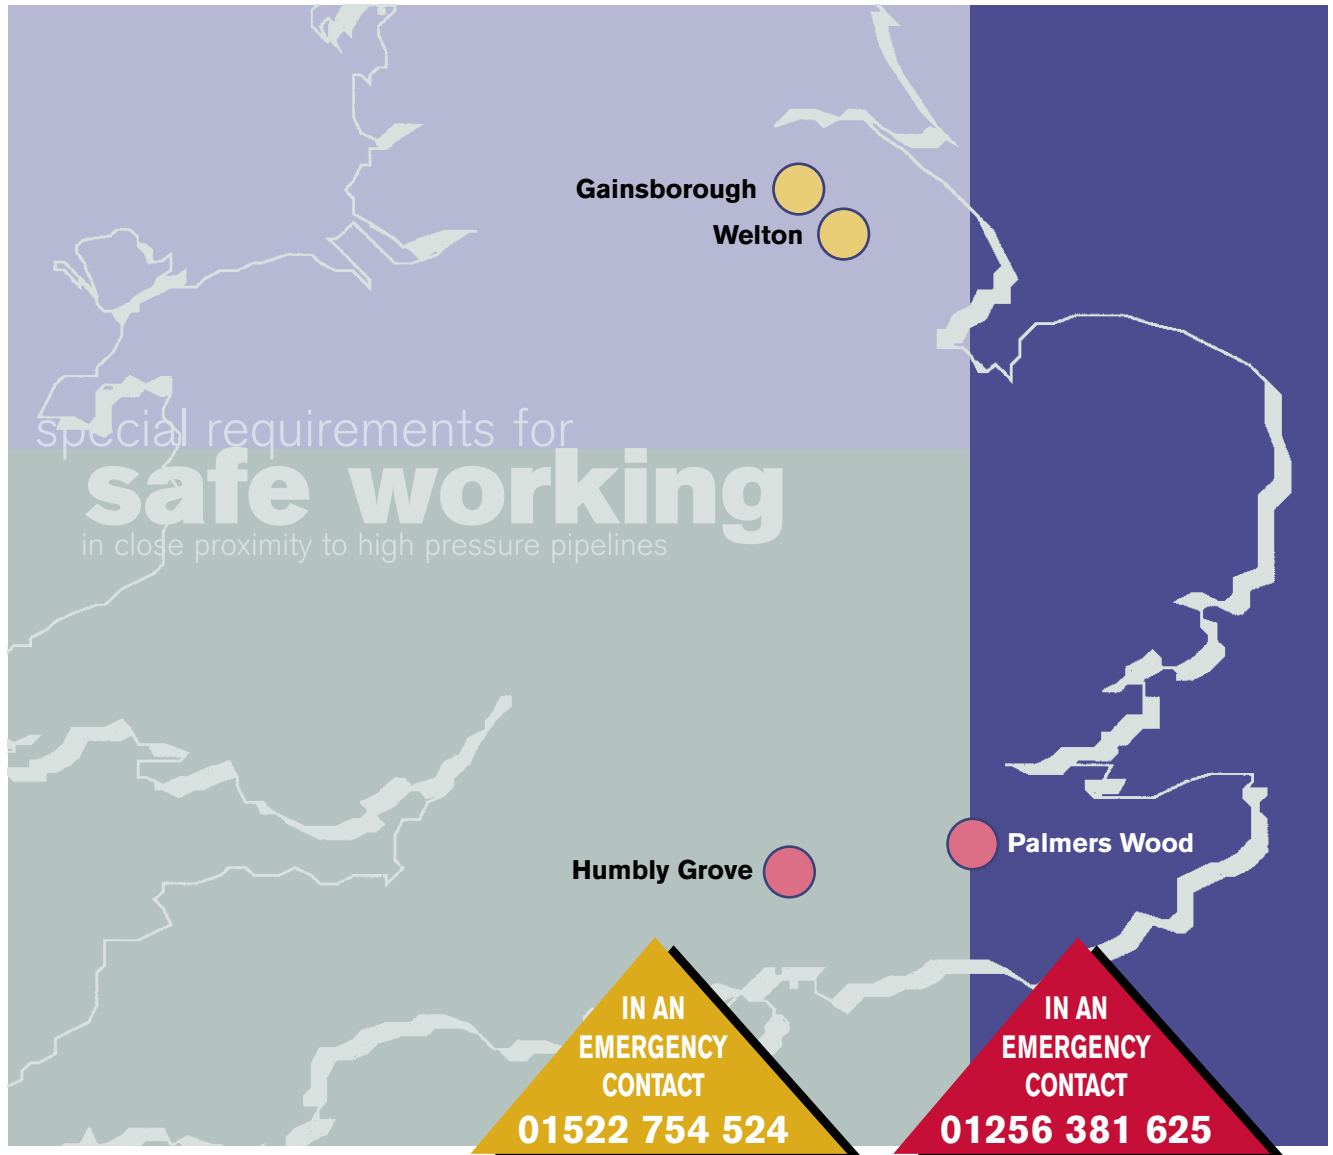 Gainsborough
Welton
special requirements for
safe working
in close proximity to high pressure pipelines
Palmers Wood
Humbly Grove
IN AN
EMERGENCY
CONTACT
01522 754 524
IN AN
EMERGENCY
CONTACT
01256 381 625